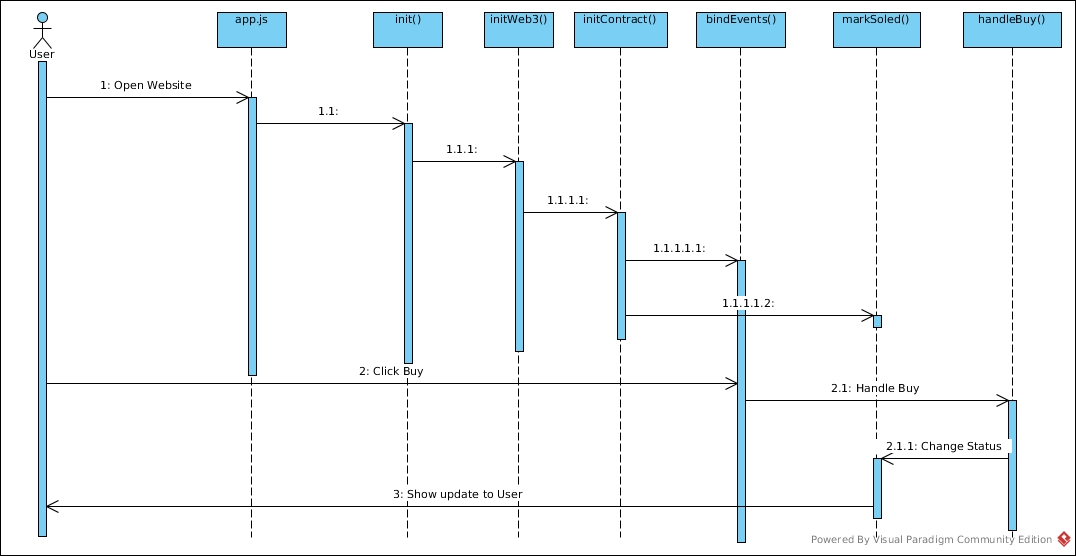 app.js
init()
initWeb3()
initContract()
bindEvents()
markSoled()
handleBuy()
User
1: Open Website
1.1:
1.1.1:
1.1.1.1:
1.1.1.1.1:
1.1.1.1.2:
2: Click Buy
2.1: Handle Buy
2.1.1: Change Status
3: Show update to User
Powered By Visual Paradigm Community Edition